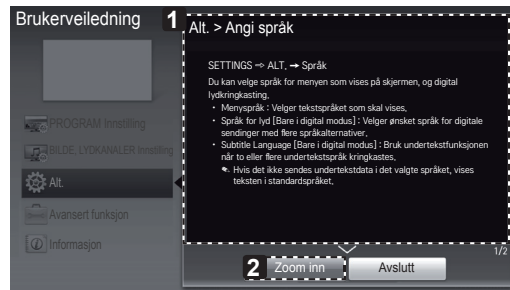 Brukerveiledning
1
Alt. > Angi språk
SETTINGS ⇨ ALT. ➙ Språk
Du kan velge språk for menyen som vises på skjermen, og digital
lydkringkasting.
• Menyspråk : Velger tekstspråket som skal vises.
• Språk for lyd [Bare i digital modus] : Velger ønsket språk for digitale
sendinger med flere språkalternativer.
• Subtitle Language [Bare i digital modus] : Bruk undertekstfunksjonen
når to eller flere undertekstspråk kringkastes.
✎ Hvis det ikke sendes undertekstdata i det valgte språket, vises
teksten i standardspråket.
PROGRAM Innstilling
BILDE, LYDKANALER Innstilling
Alt.
Avansert funksjon
Informasjon
1/2
2
Zoom inn
Avslutt